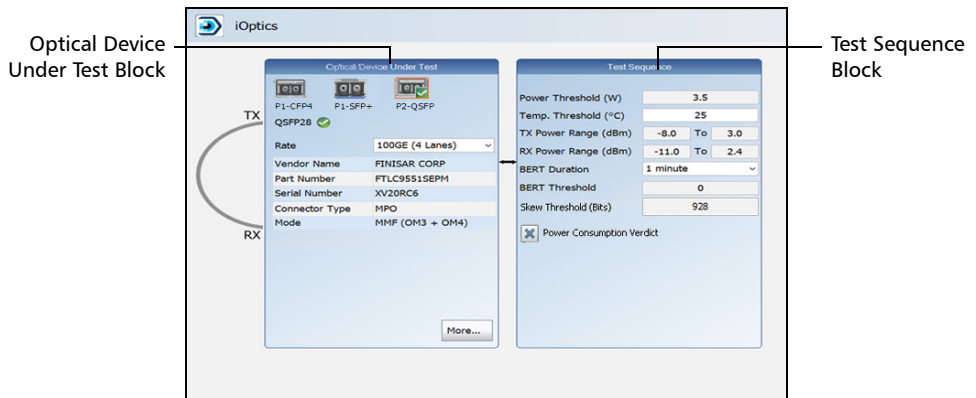 iOptics
Optical Device
Under Test Block
Test Sequence
Block
Optical Device Under Test
P1-CFP4 P1-SFP+ P2-QSFP
TX
QSFP28
Rate 100GE (4 Lanes)
Vendor Name FINISAR CORP
Part Number FTLC9551SEPM
Serial Number XV20RC6
Connector Type MPO
Mode MMF (OM3 + OM4)
RX
More...
Test Sequence
Power Threshold (W) 3.5
Temp. Threshold (°C) 25
TX Power Range (dBm) -8.0 To 3.0
RX Power Range (dBm) -11.0 To 2.4
BERT Duration 1 minute
BERT Threshold 0
Skew Threshold (Bits) 928
Power Consumption Verdict